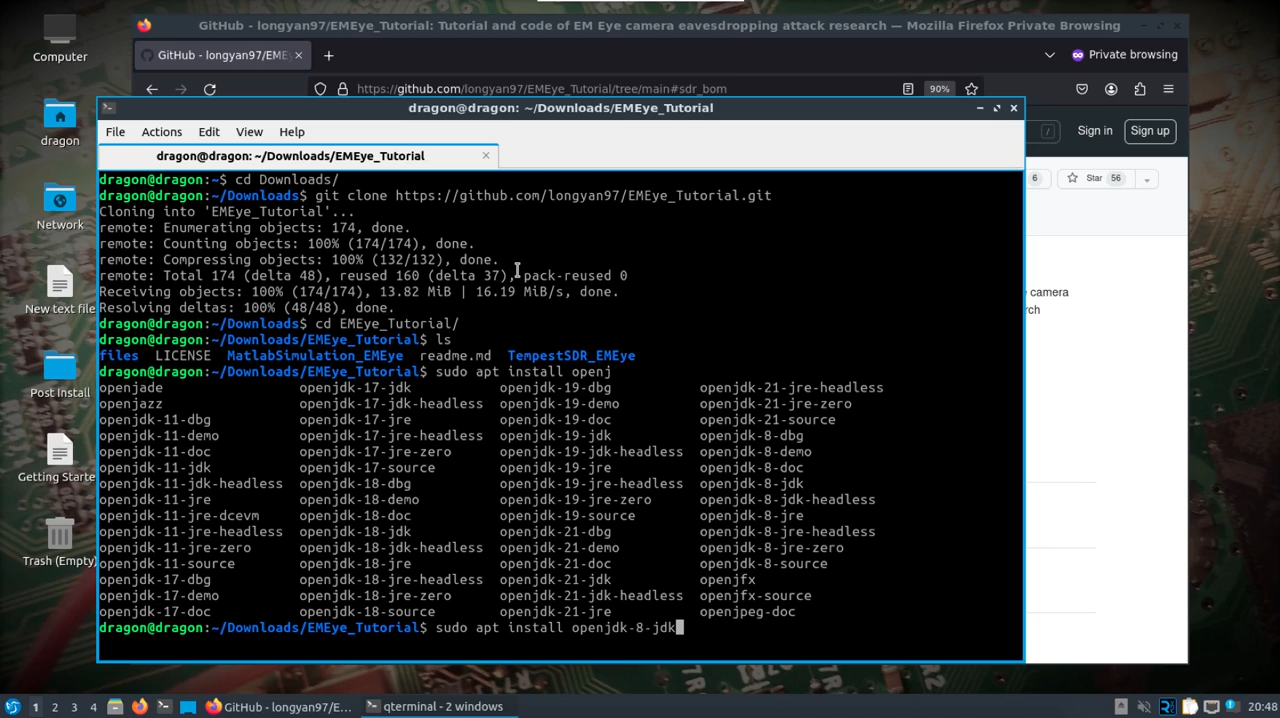 Computer
dragon
Network
New text file
Post Install
Getting Starte
Trash (Empty)
GitHub - longyan97/EMEye_Tutorial: Tutorial and code of EM Eye camera eavesdropping attack research — Mozilla Firefox Private Browsing
GitHub - longyan97/EMEy
Private browsing
https://github.com/longyan97/EMEye_Tutorial/tree/main#sdr_bom
90%
Sign in
Sign up
6
Star 56
e camera
rch
dragon@dragon: ~/Downloads/EMEye_Tutorial
File Actions Edit View Help
dragon@dragon: ~/Downloads/EMEye_Tutorial
dragon@dragon:~$ cd Downloads/
dragon@dragon:~/Downloads$ git clone https://github.com/longyan97/EMEye_Tutorial.git
Cloning into 'EMEye_Tutorial'...
remote: Enumerating objects: 174, done.
remote: Counting objects: 100% (174/174), done.
remote: Compressing objects: 100% (132/132), done.
remote: Total 174 (delta 48), reused 160 (delta 37), pack-reused 0
Receiving objects: 100% (174/174), 13.82 MiB | 16.19 MiB/s, done.
Resolving deltas: 100% (48/48), done.
dragon@dragon:~/Downloads$ cd EMEye_Tutorial/
dragon@dragon:~/Downloads/EMEye_Tutorial$ ls
files LICENSE MatlabSimulation_EMEye readme.md TempestSDR_EMEye
dragon@dragon:~/Downloads/EMEye_Tutorial$ sudo apt install openj
openjade openjdk-17-jdk openjdk-19-dbg openjdk-21-jre-headless
openjazz openjdk-17-jdk-headless openjdk-19-demo openjdk-21-jre-zero
openjdk-11-dbg openjdk-17-jre openjdk-19-doc openjdk-21-source
openjdk-11-demo openjdk-17-jre-headless openjdk-19-jdk openjdk-8-dbg
openjdk-11-doc openjdk-17-jre-zero openjdk-19-jdk-headless openjdk-8-demo
openjdk-11-jdk openjdk-17-source openjdk-19-jre openjdk-8-doc
openjdk-11-jdk-headless openjdk-18-dbg openjdk-19-jre-headless openjdk-8-jdk
openjdk-11-jre openjdk-18-demo openjdk-19-jre-zero openjdk-8-jdk-headless
openjdk-11-jre-dcevm openjdk-18-doc openjdk-19-source openjdk-8-jre
openjdk-11-jre-headless openjdk-18-jdk openjdk-21-dbg openjdk-8-jre-headless
openjdk-11-jre-zero openjdk-18-jdk-headless openjdk-21-demo openjdk-8-jre-zero
openjdk-11-source openjdk-18-jre openjdk-21-doc openjdk-8-source
openjdk-17-dbg openjdk-18-jre-headless openjdk-21-jdk openjfx
openjdk-17-demo openjdk-18-jre-zero openjdk-21-jdk-headless openjfx-source
openjdk-17-doc openjdk-18-source openjdk-21-jre openjpeg-doc
dragon@dragon:~/Downloads/EMEye_Tutorial$ sudo apt install openjdk-8-jdk
1 2 3 4
GitHub - longyan97/E...
qterminal - 2 windows
20:48